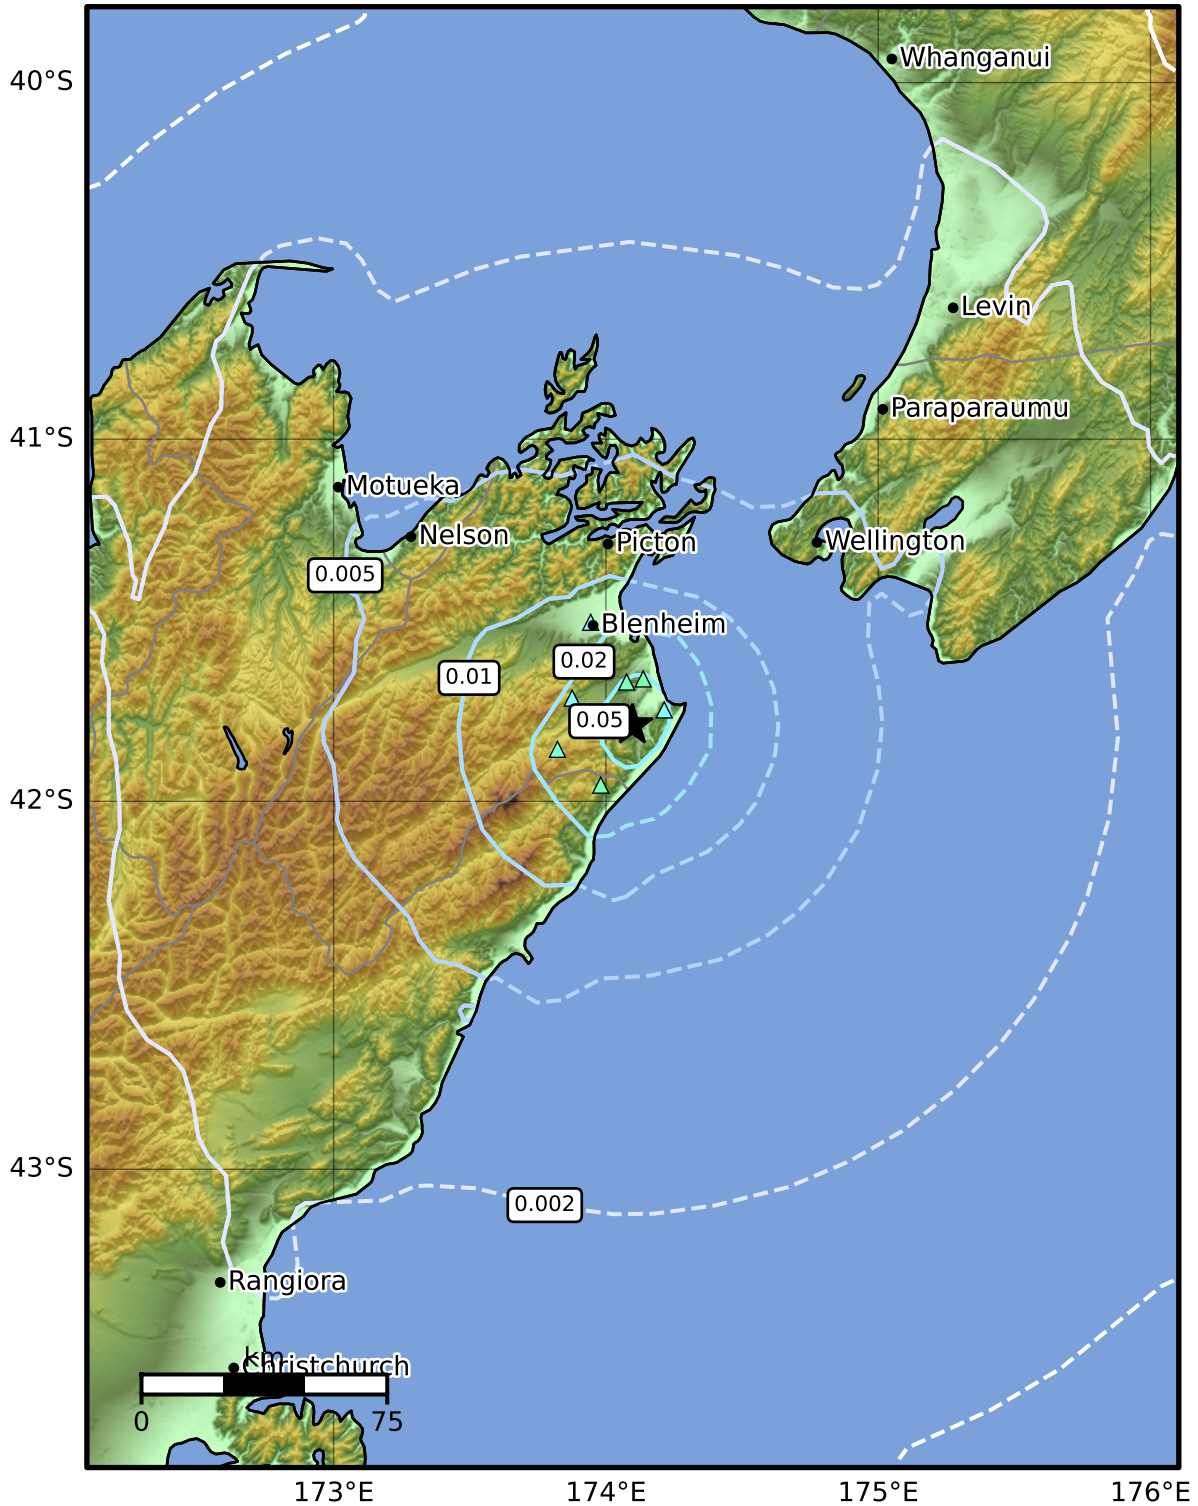 Whanganui
40°S
Levin
Paraparaumu
41°S
Motueka
Nelson
Picton
Wellington
0.005
Blenheim
0.02
0.01
0.05
42°S
43°S
0.002
Rangiora
km
Christchurch
0 75
173°E 174°E 175°E 176°E